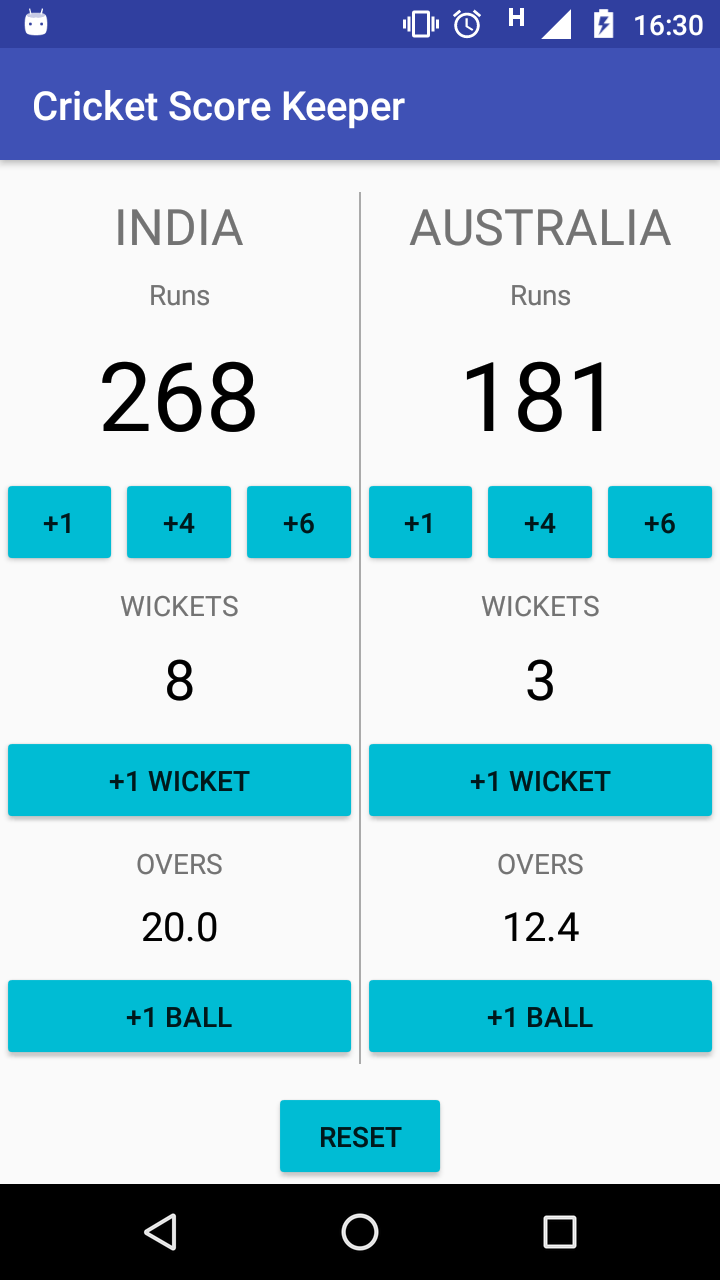 H 16:30
Cricket Score Keeper
INDIA
Runs
268
+1 +4 +6
WICKETS
8
+1 WICKET
OVERS
20.0
+1 BALL
AUSTRALIA
Runs
181
+1 +4 +6
WICKETS
3
+1 WICKET
OVERS
12.4
+1 BALL
RESET